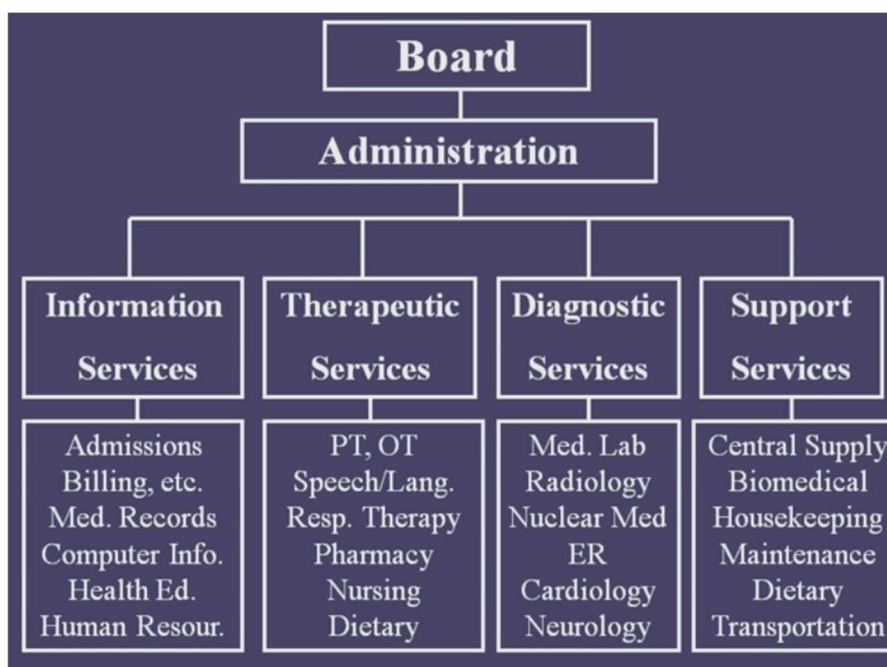 Board
Administration
Information
Services
Therapeutic
Services
Diagnostic
Services
Support
Services
Admissions
Billing, etc.
Med. Records
Computer Info.
Health Ed.
Human Resour.
PT, OT
Speech/Lang.
Resp. Therapy
Pharmacy
Nursing
Dietary
Med. Lab
Radiology
Nuclear Med
ER
Cardiology
Neurology
Central Supply
Biomedical
Housekeeping
Maintenance
Dietary
Transportation